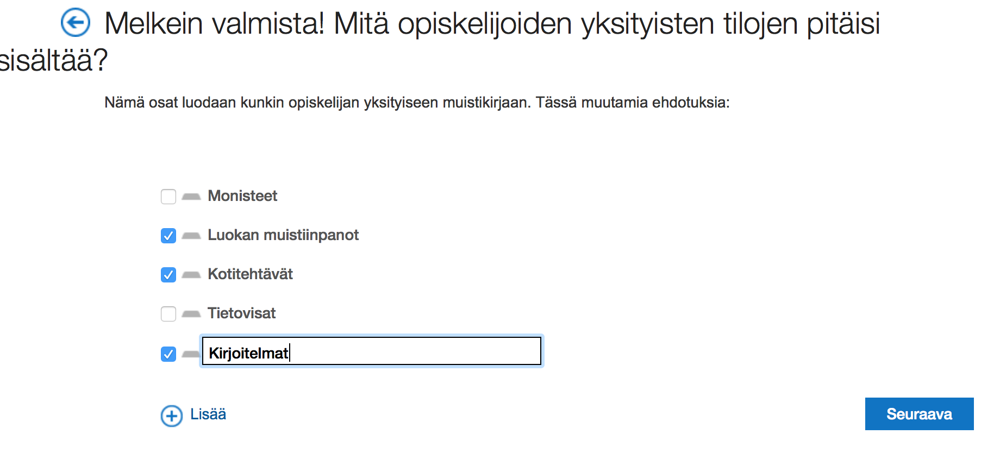 Melkein valmista! Mitä opiskelijoiden yksityisten tilojen pitäisi
sisältää?
Nämä osat luodaan kunkin opiskelijan yksityiseen muistikirjaan. Tässä muutamia ehdotuksia:
Monisteet
Luokan muistiinpanot
Kotitehtävät
Tietovisat
Kirjoitelmat
Lisää
Seuraava